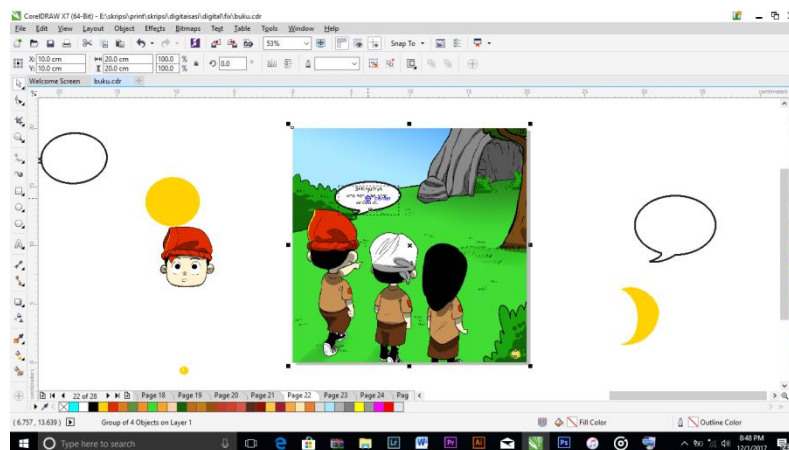 CorelDRAW X7 (64-Bit) - E:\skripsi\print\skripsi\digitaisasi\digital\fix\buku.cdr
File Edit View Layout Object Effects Bitmaps Text Table Tools Window Help
53% Snap To
X: 10.0 cm 20.0 cm 100.0 % 0.0 °
Y: 10.0 cm 20.0 cm 100.0 %
Welcome Screen buku.cdr
centimeters
22 of 28 Page 18 Page 19 Page 20 Page 21 Page 22 Page 23 Page 24 Pag
(6.757, 13.639) Group of 4 Objects on Layer 1 Fill Color Outline Color
Type here to search 8:48 PM
12/1/2017